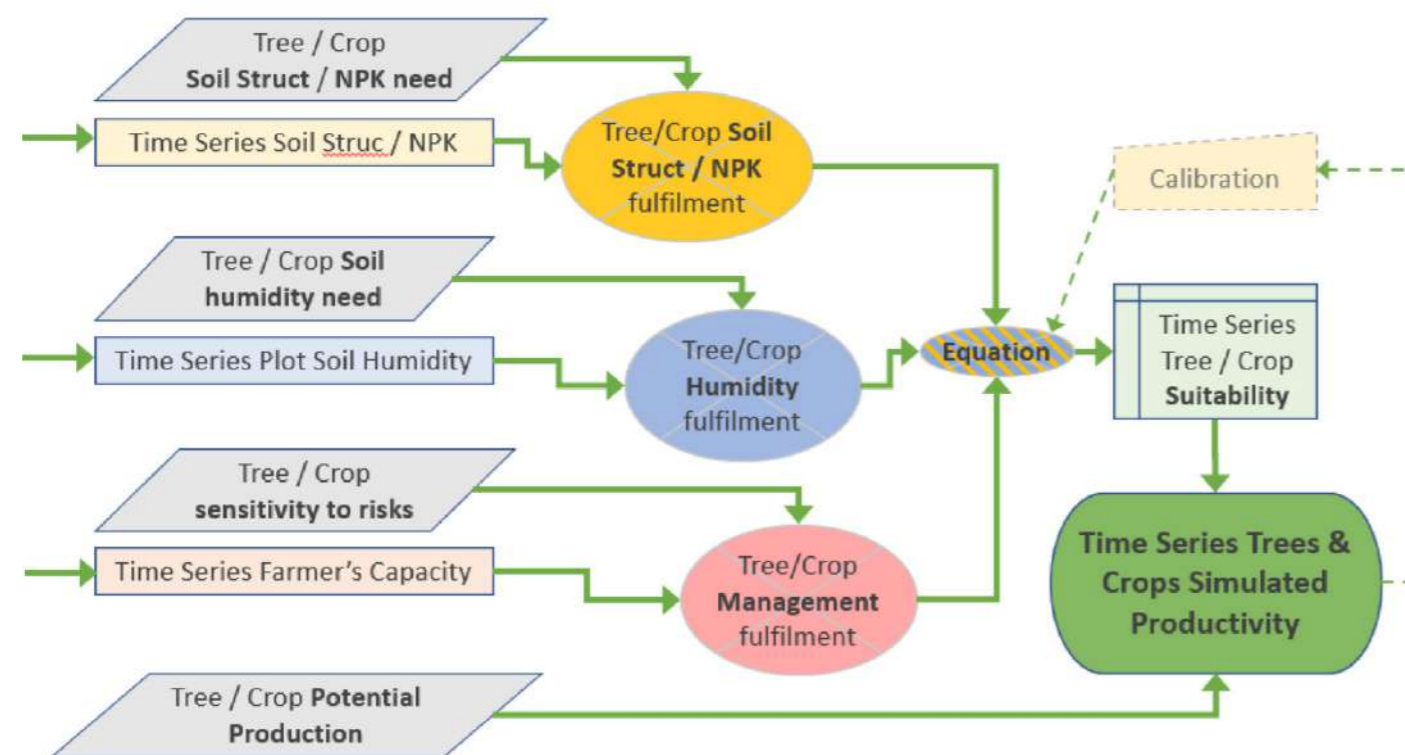 Tree / Crop
Soil Struct / NPK need
Time Series Soil Struc / NPK
Tree/Crop Soil
Struct / NPK
fulfilment
Calibration
Tree / Crop Soil
humidity need
Time Series Plot Soil Humidity
Tree/Crop
Humidity
fulfilment
Equation
Time Series
Tree / Crop
Suitability
Tree / Crop
sensitivity to risks
Time Series Farmer's Capacity
Tree/Crop
Management
fulfilment
Time Series Trees &
Crops Simulated
Productivity
Tree / Crop Potential
Production